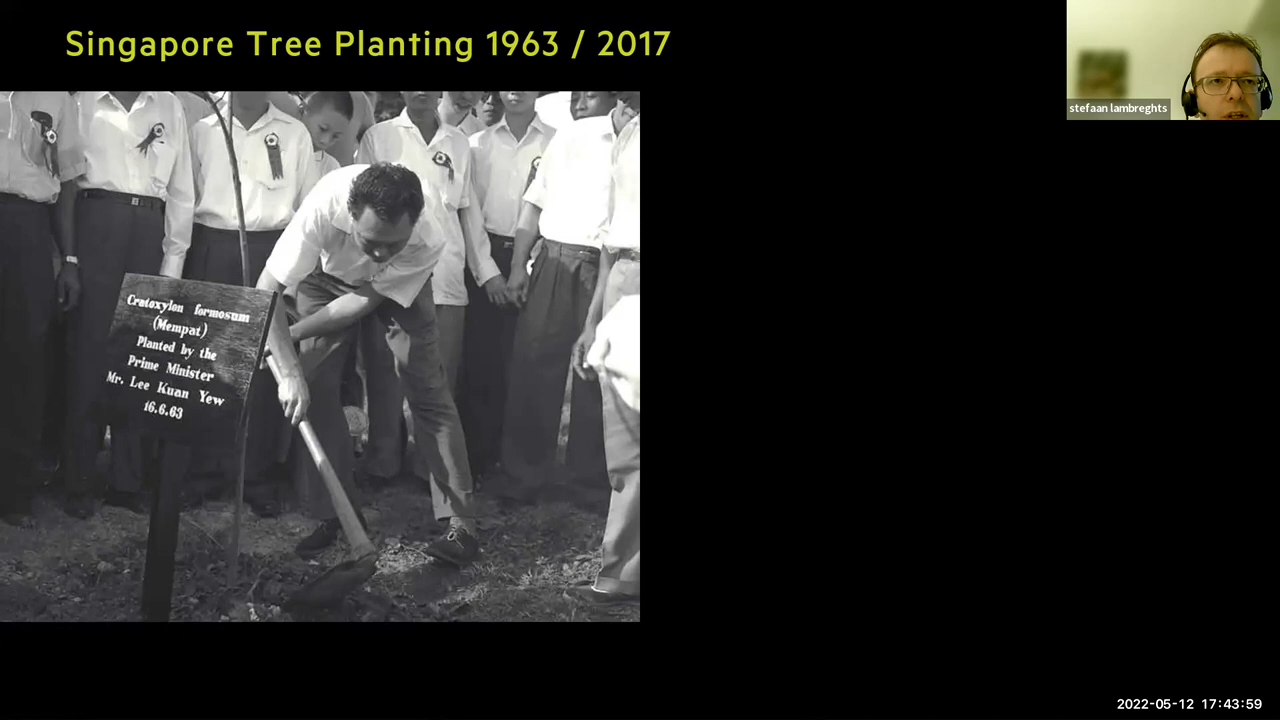 Singapore Tree Planting 1963 / 2017
stefaan lambreghts
Cratoxylon formosum
(Mempat)
Planted by the
Prime Minister
Mr. Lee Kuan Yew
16.6.63
2022-05-12 17:43:59